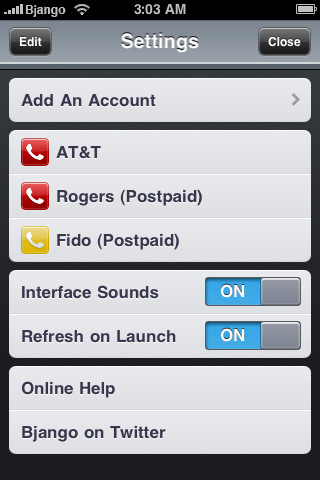 Bjango 3:03 AM
Edit Settings Close
Add An Account
AT&T
Rogers (Postpaid)
Fido (Postpaid)
Interface Sounds ON
Refresh on Launch ON
Online Help
Bjango on Twitter